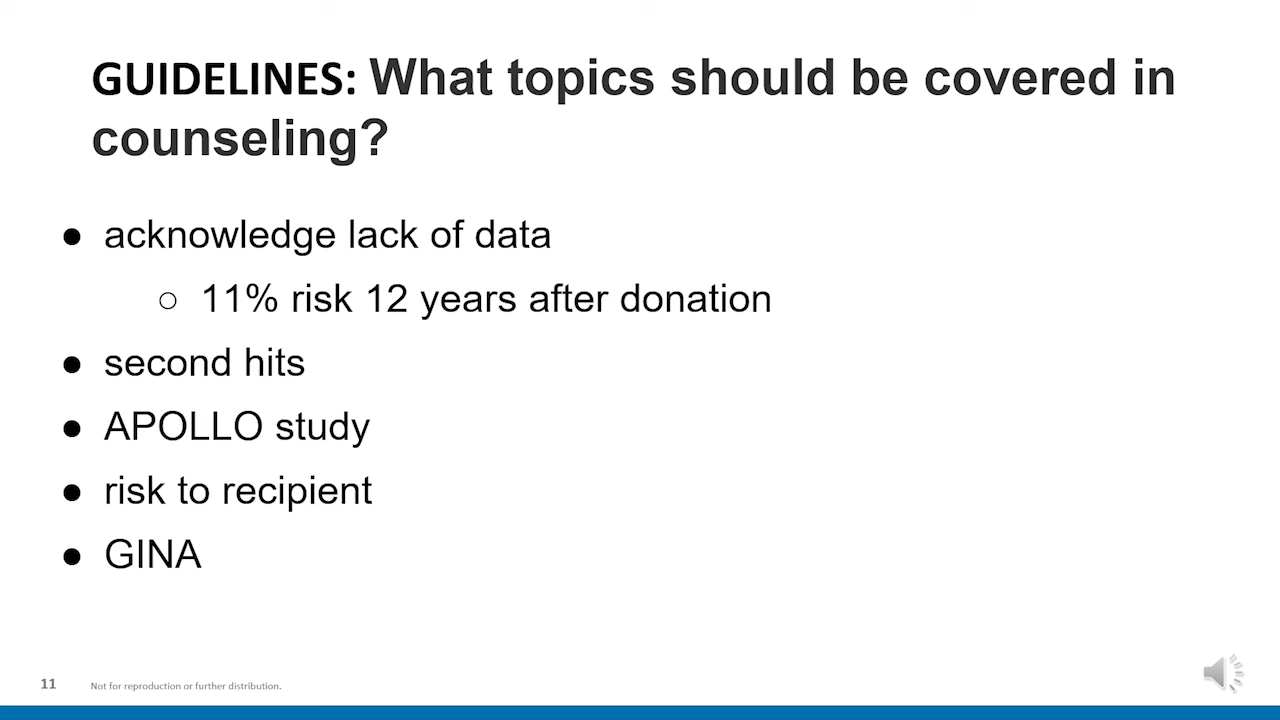 GUIDELINES: What topics should be covered in
counseling?
● acknowledge lack of data
○ 11% risk 12 years after donation
● second hits
● APOLLO study
● risk to recipient
● GINA
11 Not for reproduction or further distribution.